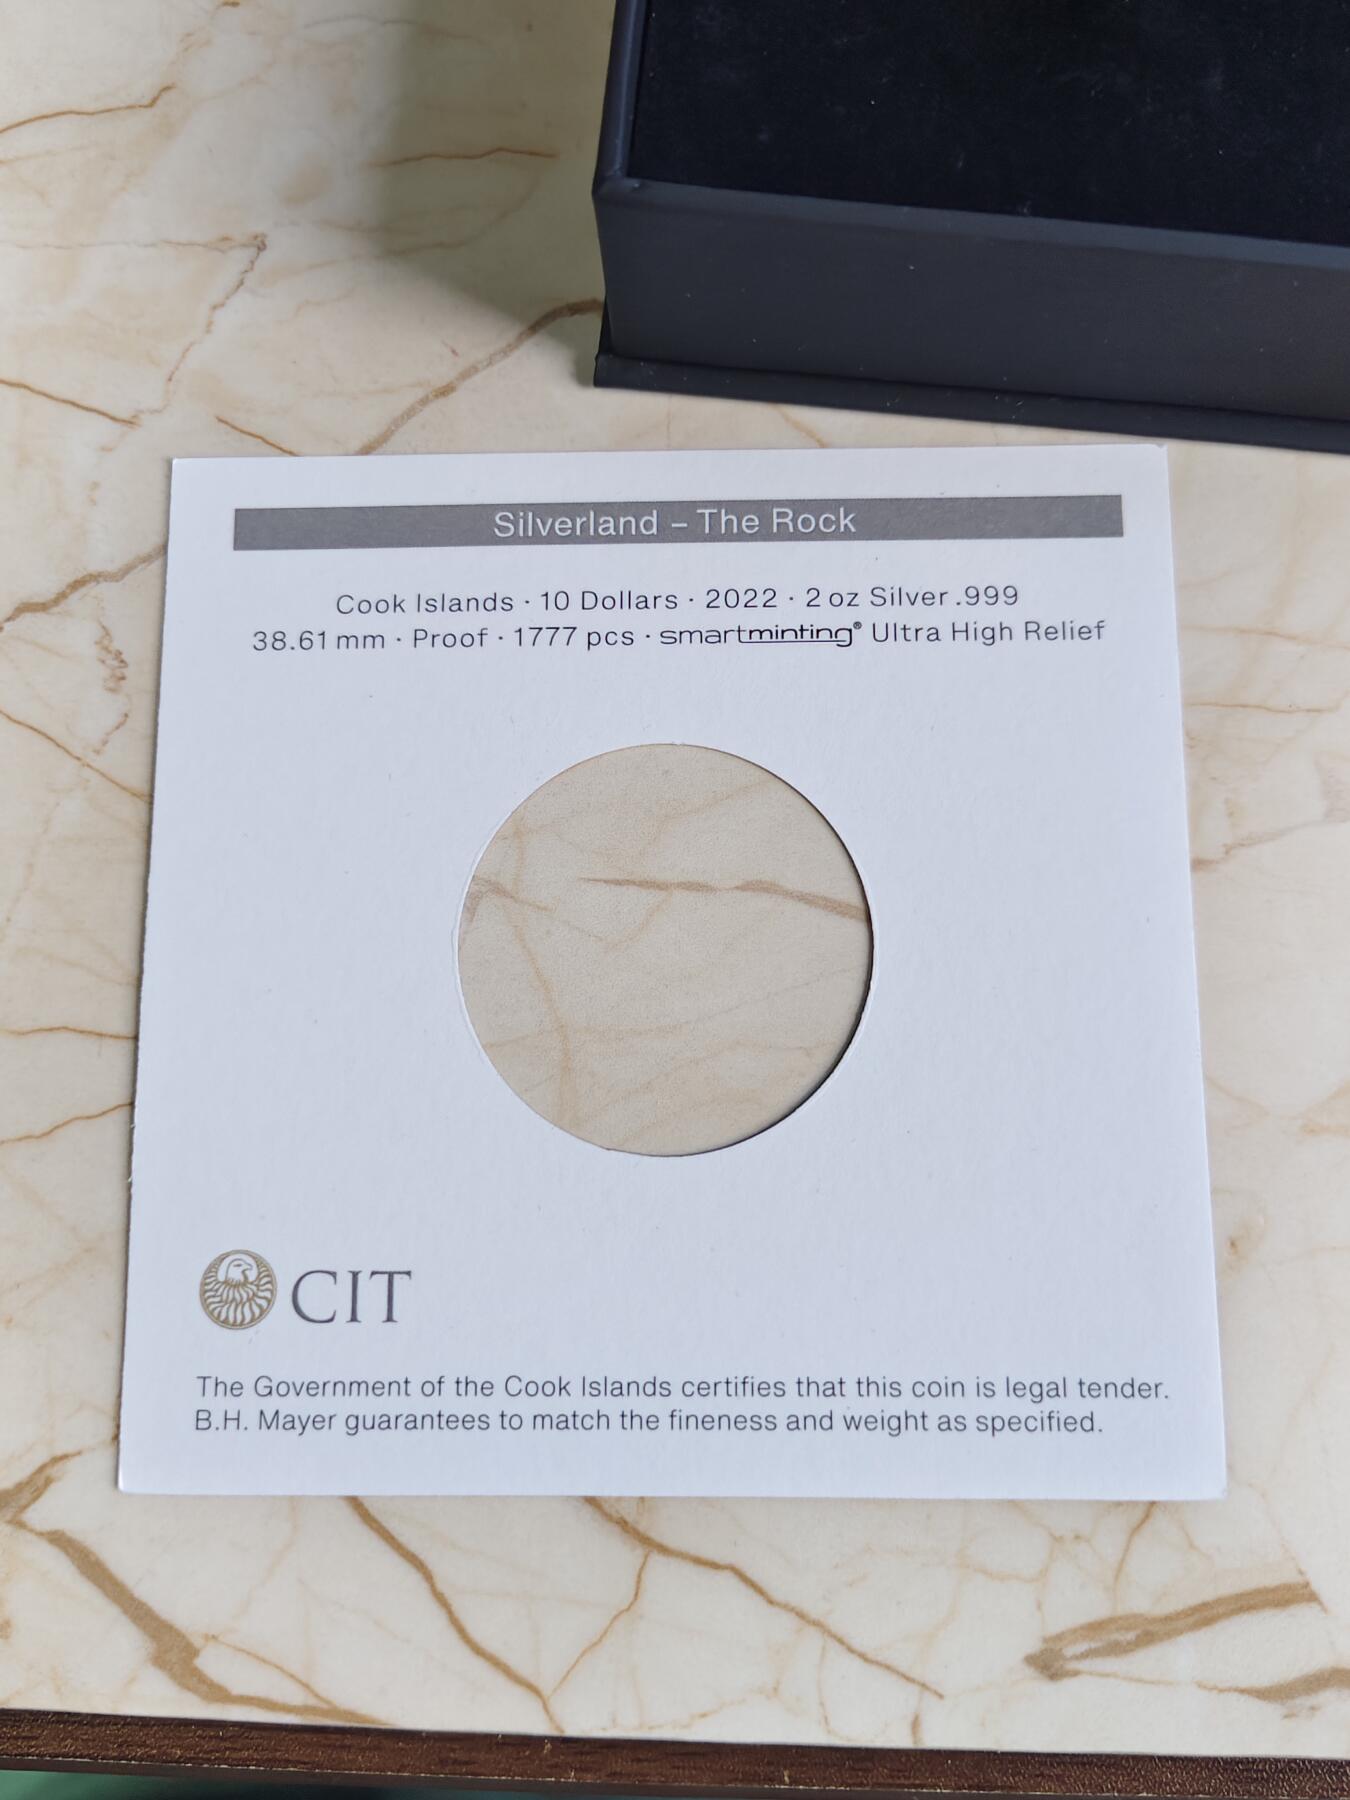 Silverland – The Rock
Cook Islands · 10 Dollars · 2022 · 2 oz Silver .999
38.61 mm · Proof · 1777 pcs · smartminting® Ultra High Relief
CIT
The Government of the Cook Islands certifies that this coin is legal tender.
B.H. Mayer guarantees to match the fineness and weight as specified.